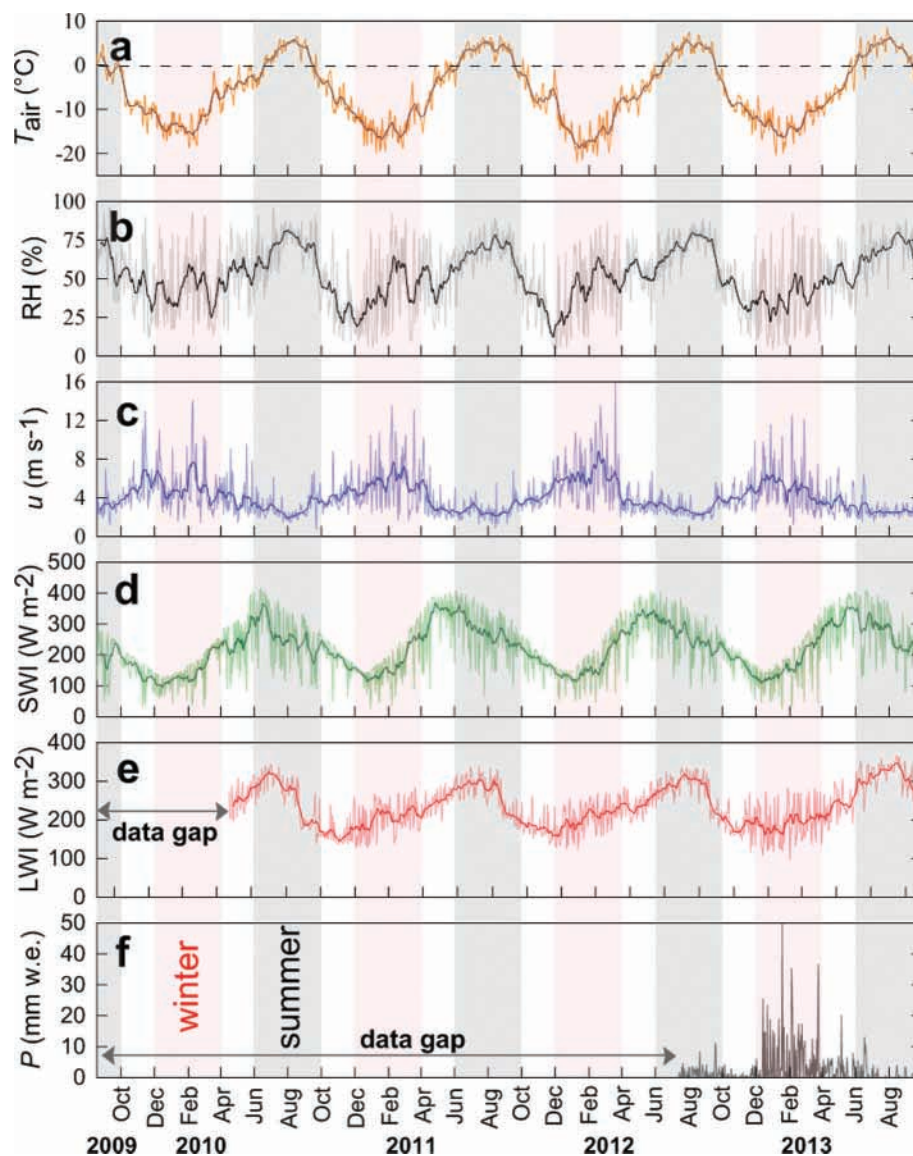 a
T air (°C)
10
0
-10
-20
b
RH (%)
100
75
50
25
0
c
u (m s-1)
16
12
8
4
0
d
SWI (W m-2)
500
400
300
200
100
0
e
LWI (W m-2)
400
300
200
100
0
data gap
f
P (mm w.e.)
50
40
30
20
10
0
winter
summer
data gap
Oct Dec Feb Apr Jun Aug Oct Dec Feb Apr Jun Aug Oct Dec Feb Apr Jun Aug Oct Dec Feb Apr Jun Aug
2009 2010 2011 2012 2013